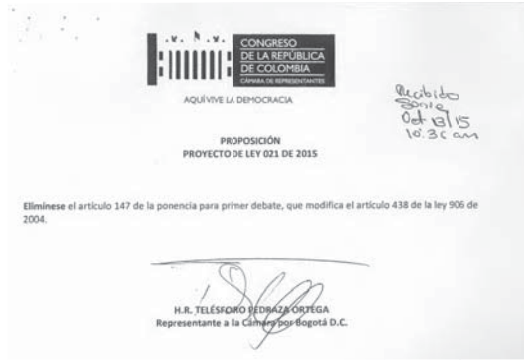 CONGRESO
DE LA REPÚBLICA
DE COLOMBIA
CÁMARA DE REPRESENTANTES
AQUÍ VIVE LA DEMOCRACIA
Recibido
Oct 13/15
10:30 am
PROPOSICIÓN
PROYECTO DE LEY 021 DE 2015
Elimínese el artículo 147 de la ponencia para primer debate, que modifica el artículo 438 de la ley 906 de
2004.
H.R. TELÉSFORO PEDRAZA ORTEGA
Representante a la Cámara por Bogotá D.C.